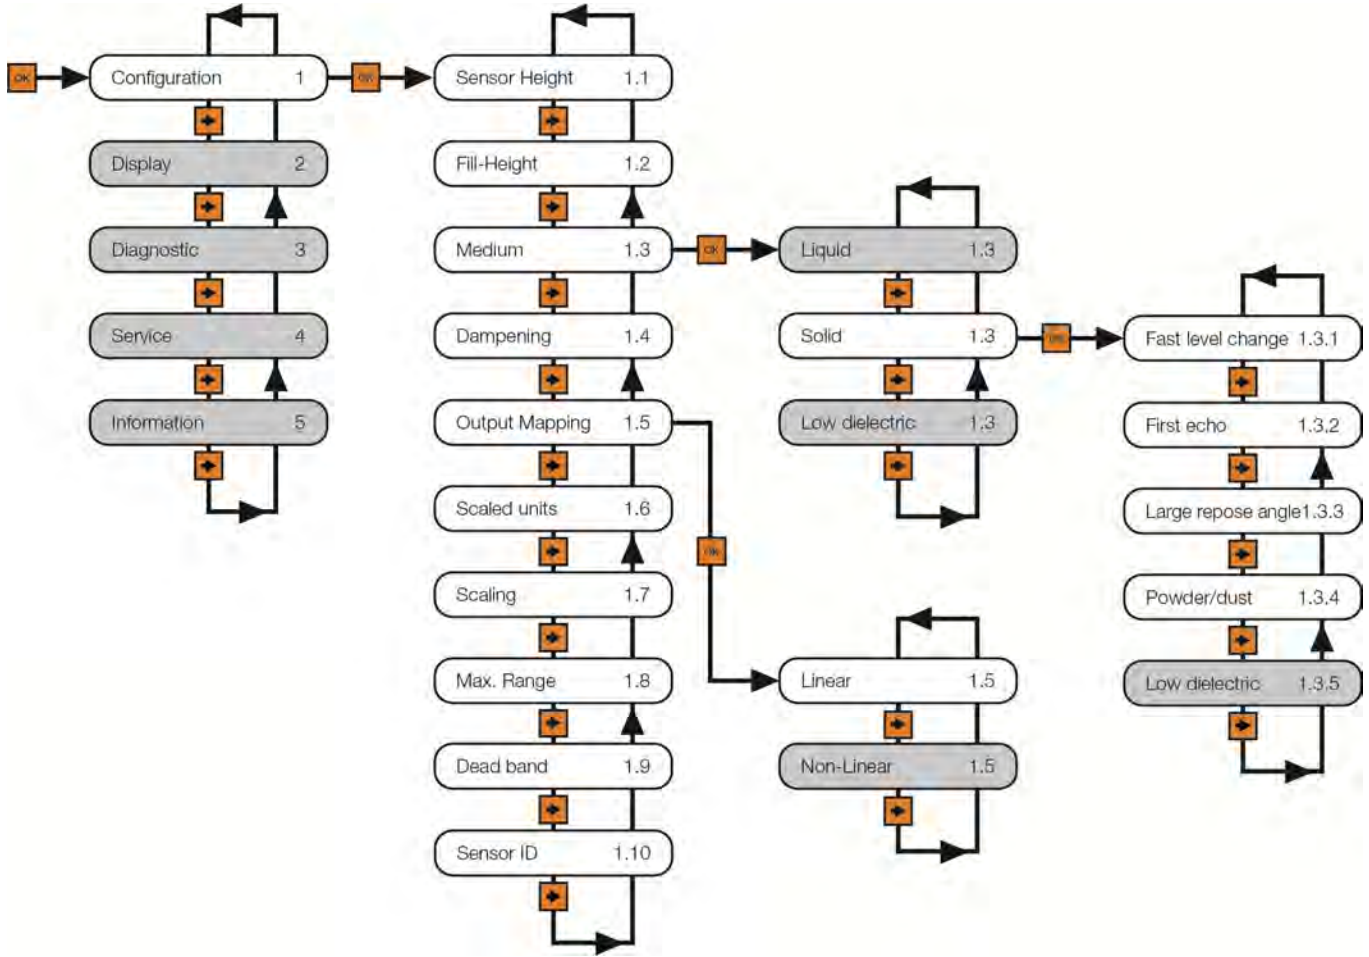 OK
Configuration 1
OK
Sensor Height 1.1
Display 2
Fill-Height 1.2
Diagnostic 3
Medium 1.3
OK
Liquid 1.3
Service 4
Dampening 1.4
Solid 1.3
OK
Fast level change 1.3.1
Information 5
Output Mapping 1.5
Low dielectric 1.3
First echo 1.3.2
Scaled units 1.6
Large repose angle1.3.3
OK
Scaling 1.7
Powder/dust 1.3.4
Max. Range 1.8
Linear 1.5
Low dielectric 1.3.5
Dead band 1.9
Non-Linear 1.5
Sensor ID 1.10